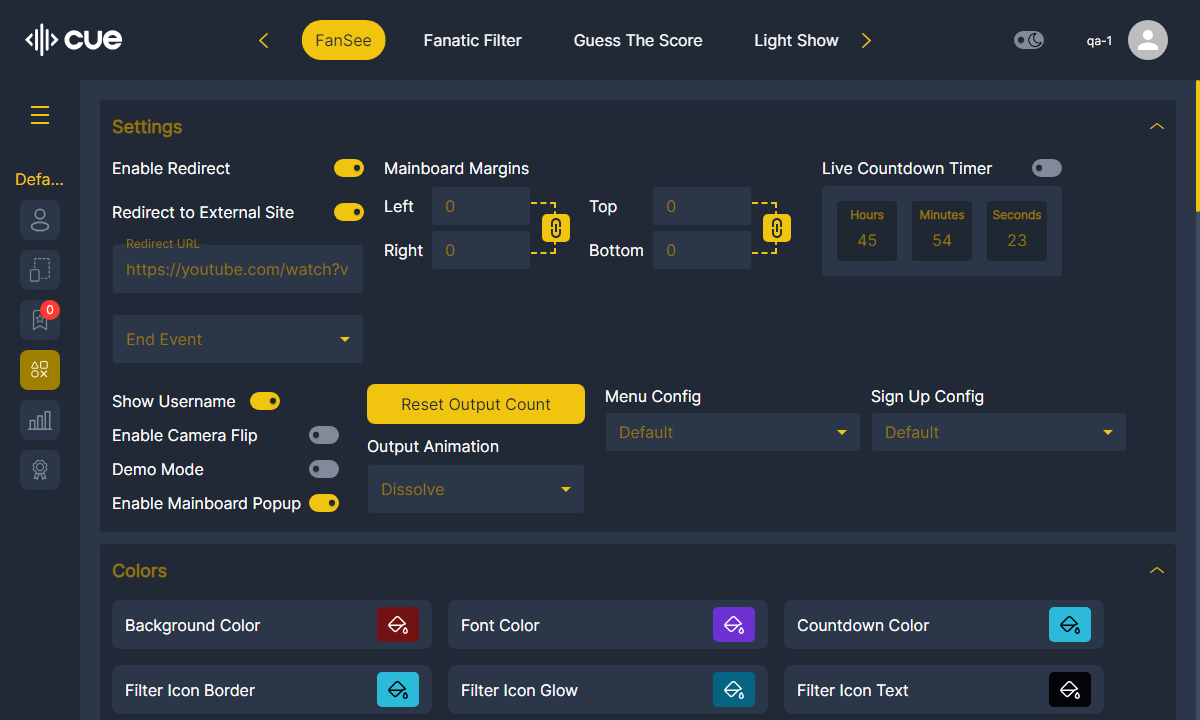 cue
FanSee
Fanatic Filter
Guess The Score
Light Show
qa-1
Defa...
0
Settings
Enable Redirect
Redirect to External Site
Redirect URL
https://youtube.com/watch?v
End Event
Mainboard Margins
Left
0
Right
0
Top
0
Bottom
0
Live Countdown Timer
Hours
45
Minutes
54
Seconds
23
Show Username
Enable Camera Flip
Demo Mode
Enable Mainboard Popup
Reset Output Count
Output Animation
Dissolve
Menu Config
Default
Sign Up Config
Default
Colors
Background Color
Font Color
Countdown Color
Filter Icon Border
Filter Icon Glow
Filter Icon Text